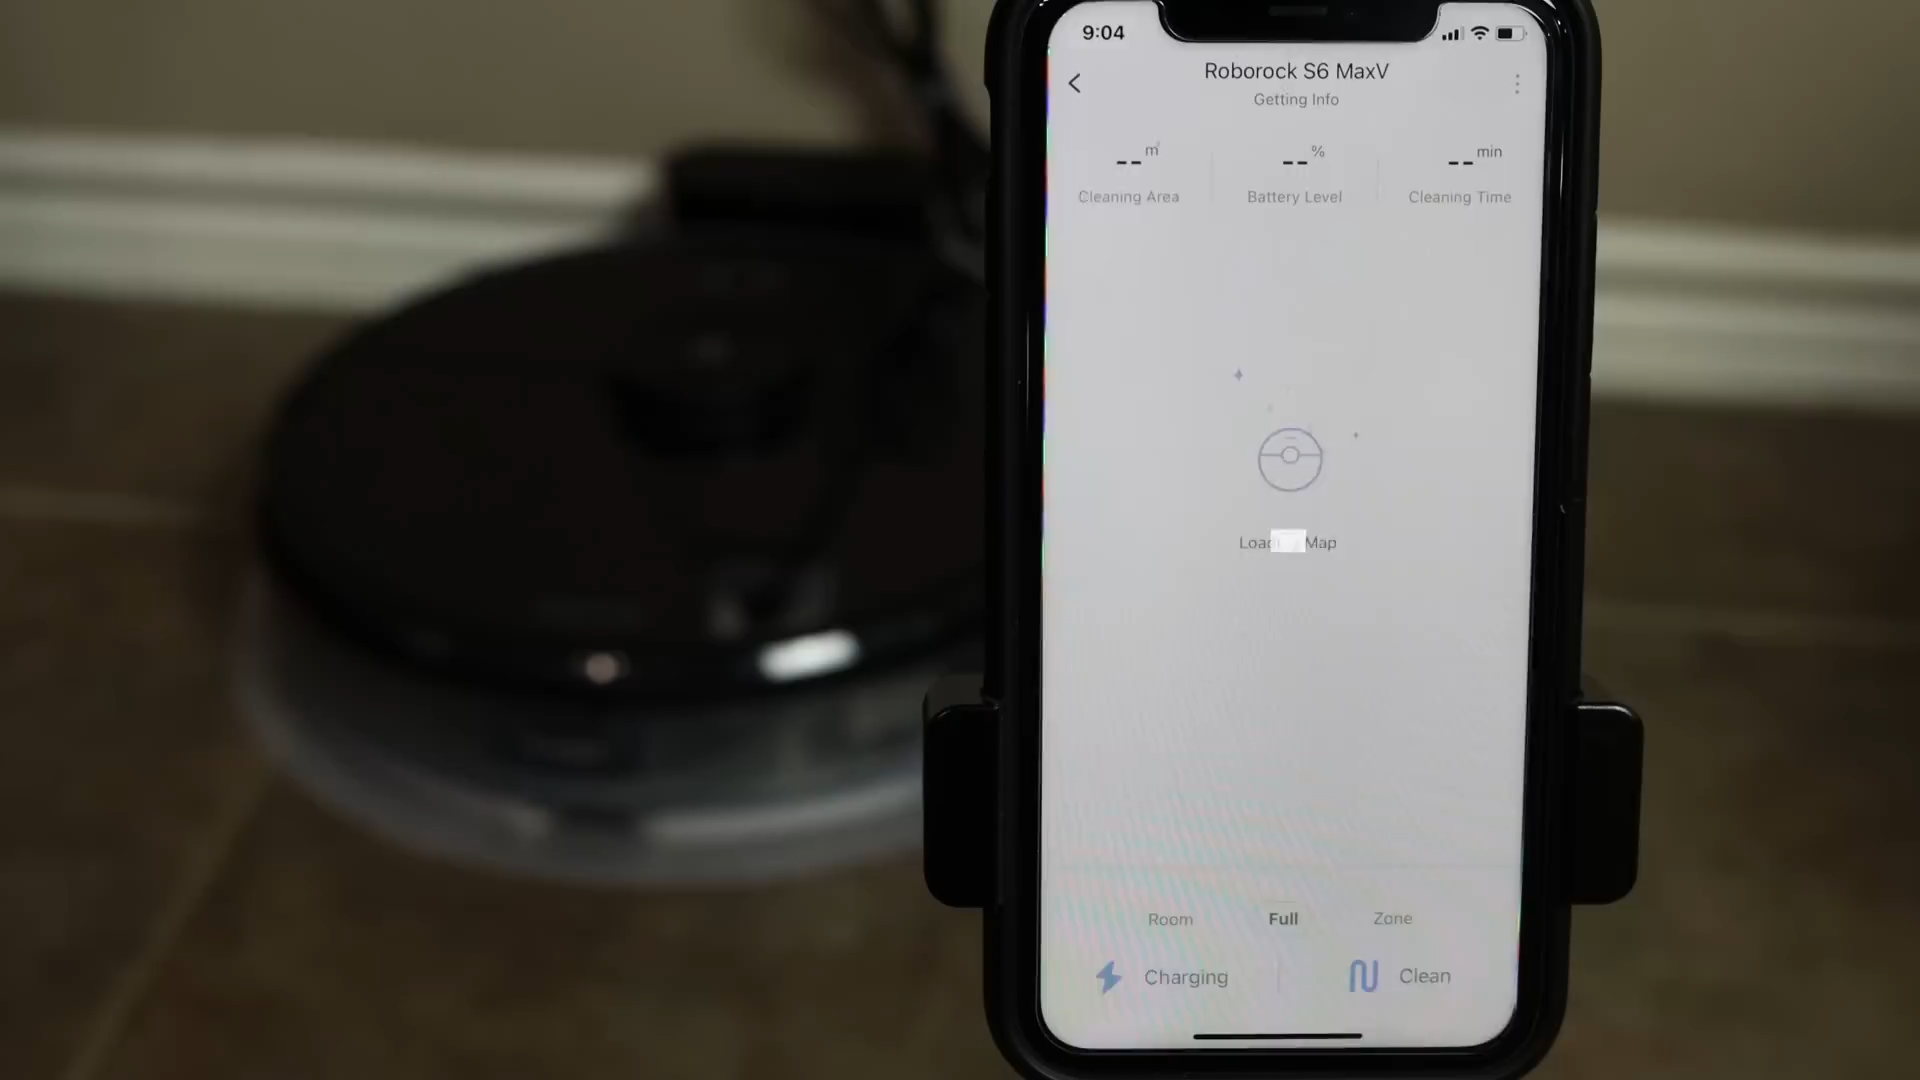 9:04
Roborock S6 MaxV
Getting Info
-- m²
-- %
-- min
Cleaning Area
Battery Level
Cleaning Time
Map
Room
Full
Zone
Charging
Clean